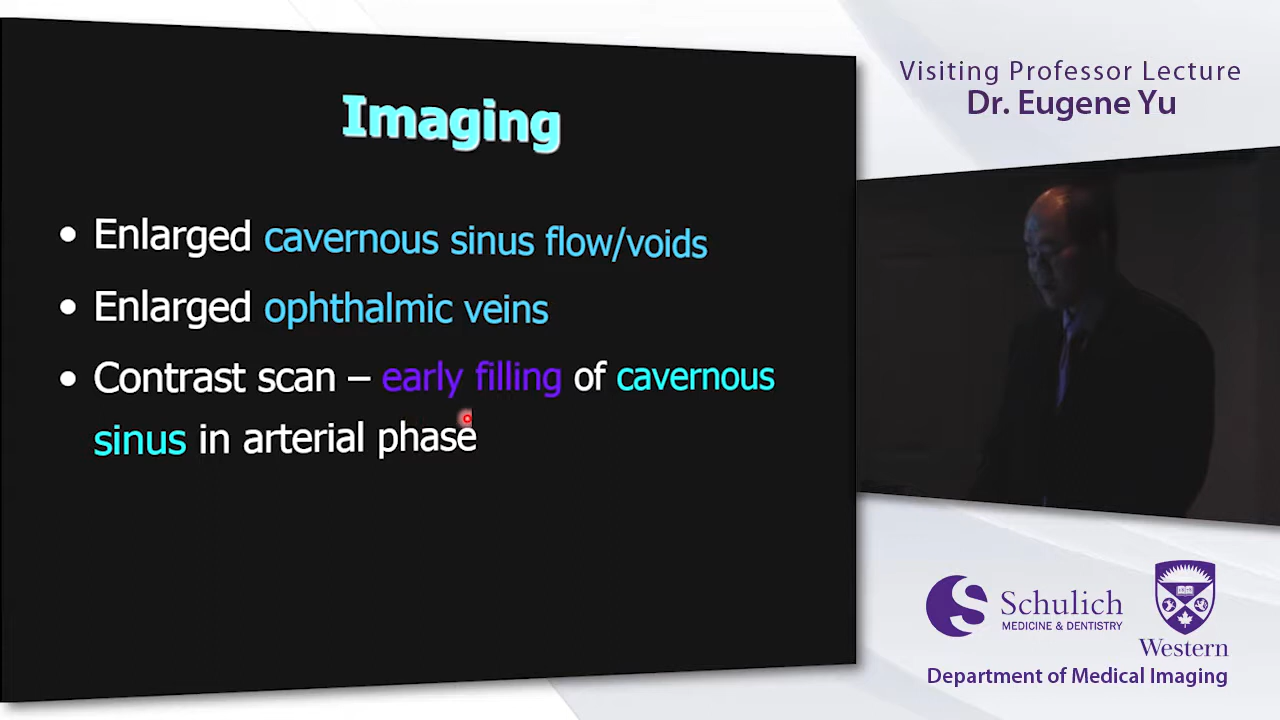 Imaging
• Enlarged cavernous sinus flow/voids
• Enlarged ophthalmic veins
• Contrast scan – early filling of cavernous
sinus in arterial phase
Visiting Professor Lecture
Dr. Eugene Yu
Schulich
MEDICINE & DENTISTRY
Western
Department of Medical Imaging